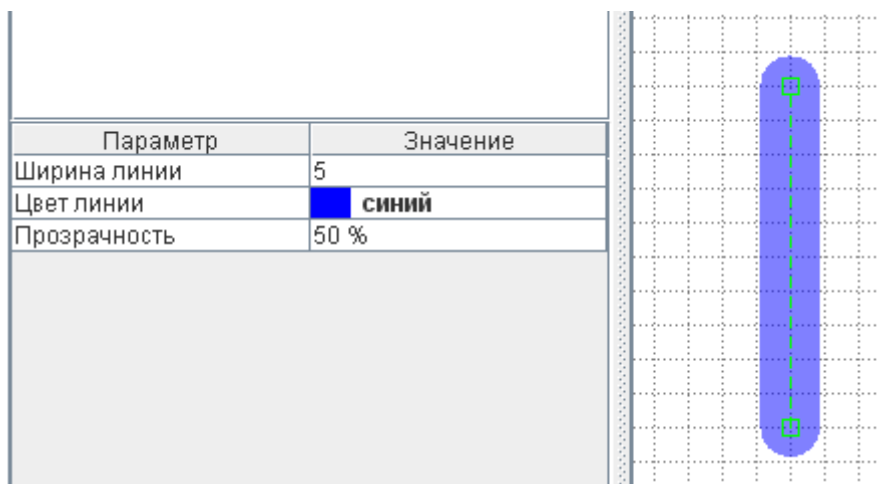 Параметр Значение
Ширина линии 5
Цвет линии синий
Прозрачность 50 %